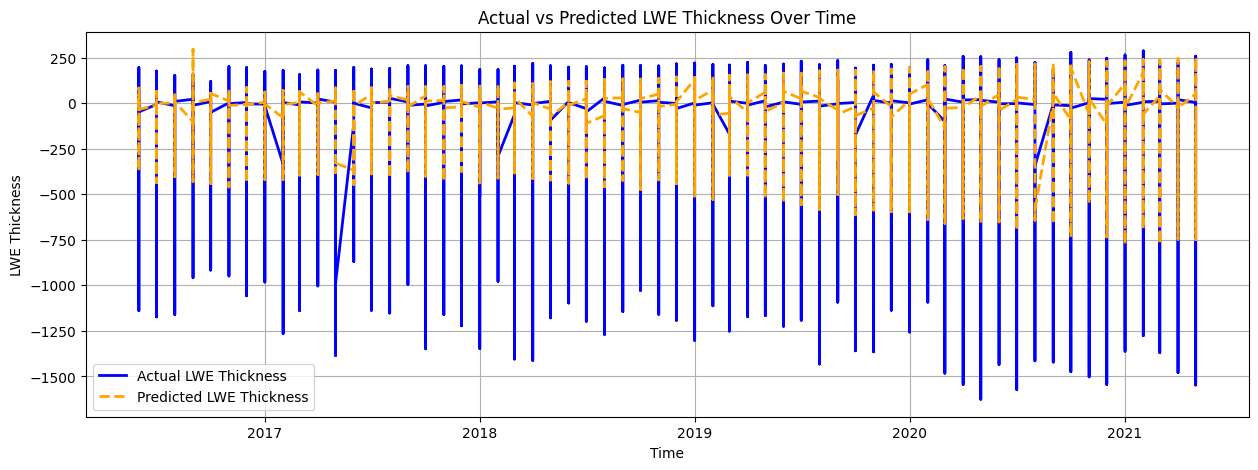 Actual vs Predicted LWE Thickness Over Time
LWE Thickness
250
0
−250
−500
−750
−1000
−1250
−1500
Actual LWE Thickness
Predicted LWE Thickness
2017
2018
2019
2020
2021
Time